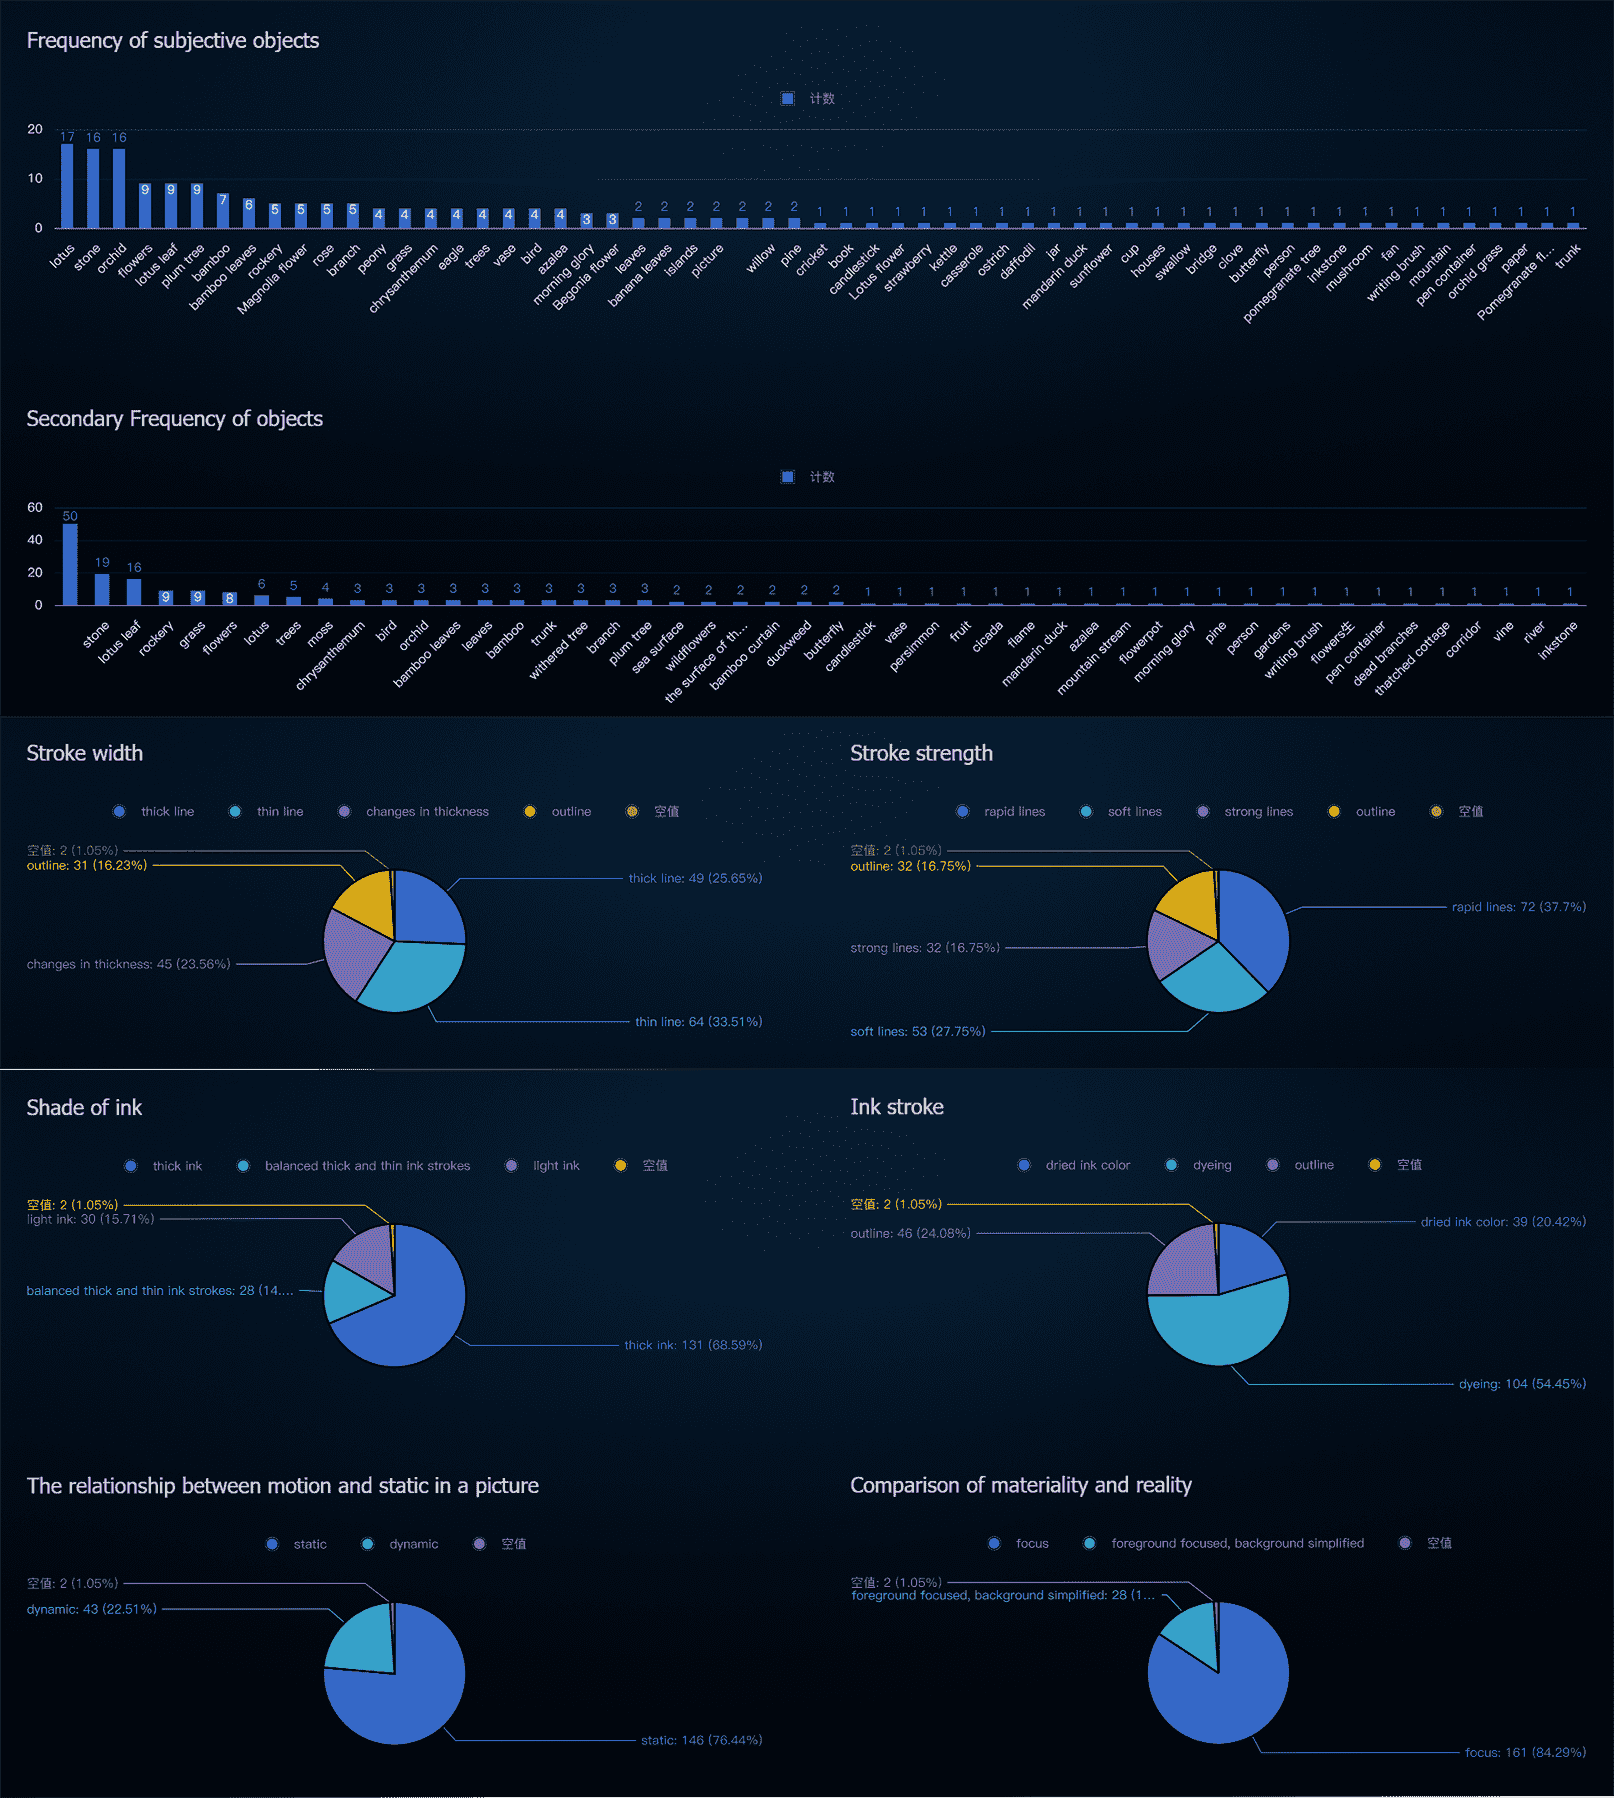 Frequency of subjective objects
计数
20
10
0
17 16 16 9 9 9 7 6 5 5 5 5 4 4 4 4 4 4 4 4 3 3 2 2 2 2 2 2 2 1 1 1 1 1 1 1 1 1 1 1 1 1 1 1 1 1 1 1 1 1 1 1 1 1 1 1 1 1 1
lotus stone orchid flowers lotus leaf plum tree bamboo bamboo leaves rockery Magnolia flower rose branch peony grass chrysanthemum eagle trees vase bird azalea morning glory Begonia flower leaves banana leaves Islands picture willow pine cricket book candlestick Lotus flower strawberry kettle casserole ostrich daffodil jar mandarin duck sunflower cup houses swallow bridge clove butterfly person pomegranate tree inkstone mushroom fan writing brush mountain pen container orchid grass paper Pomegranate fl... trunk
Secondary Frequency of objects
计数
60
40
20
0
50 19 16 9 9 8 6 5 4 3 3 3 3 3 3 3 3 3 3 2 2 2 2 2 2 1 1 1 1 1 1 1 1 1 1 1 1 1 1 1 1 1 1 1 1 1 1 1
stone lotus leaf rockery grass flowers lotus trees moss chrysanthemum bird orchid bamboo leaves leaves bamboo trunk withered tree branch plum tree sea surface wildflowers the surface of th... bamboo curtain duckweed butterfly candlestick vase persimmon fruit cicada flame mandarin duck azalea mountain stream flowerpot morning glory pine person gardens writing brush flowers生 pen container dead branches thatched cottage corridor vine river inkstone
Stroke width
thick line thin line changes in thickness outline 空值
空值: 2 (1.05%)
outline: 31 (16.23%)
thick line: 49 (25.65%)
changes in thickness: 45 (23.56%)
thin line: 64 (33.51%)
Stroke strength
rapid lines soft lines strong lines outline 空值
空值: 2 (1.05%)
outline: 32 (16.75%)
rapid lines: 72 (37.7%)
strong lines: 32 (16.75%)
soft lines: 53 (27.75%)
Shade of ink
thick ink balanced thick and thin ink strokes light ink 空值
空值: 2 (1.05%)
light ink: 30 (15.71%)
balanced thick and thin ink strokes: 28 (14....
thick ink: 131 (68.59%)
Ink stroke
dried ink color dyeing outline 空值
空值: 2 (1.05%)
dried ink color: 39 (20.42%)
outline: 46 (24.08%)
dyeing: 104 (54.45%)
The relationship between motion and static in a picture
static dynamic 空值
空值: 2 (1.05%)
dynamic: 43 (22.51%)
static: 146 (76.44%)
Comparison of materiality and reality
focus foreground focused, background simplified 空值
空值: 2 (1.05%)
foreground focused, background simplified: 28 (1...
focus: 161 (84.29%)